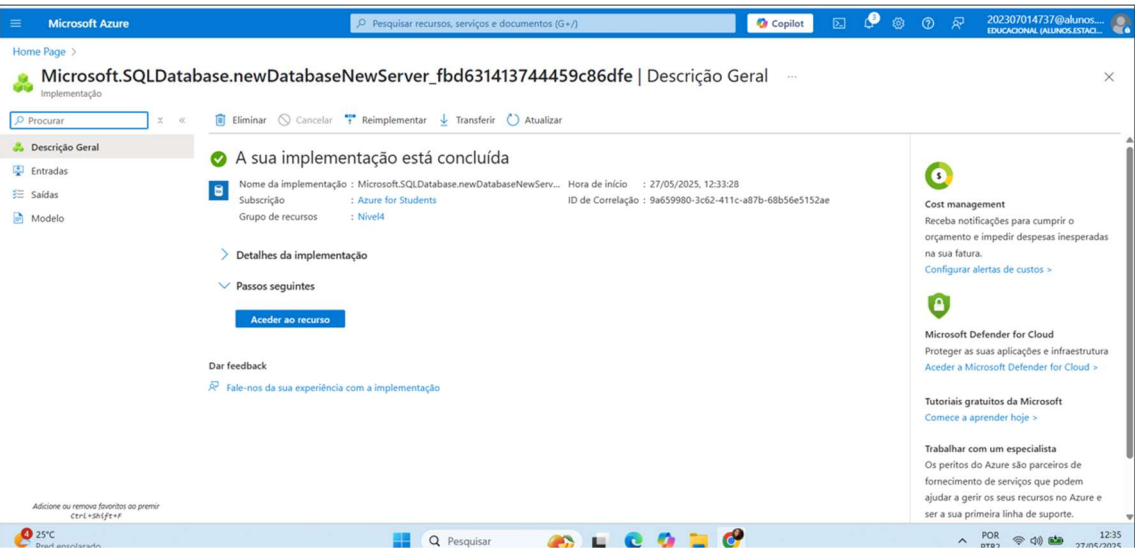 Microsoft Azure
Pesquisar recursos, serviços e documentos (G+/)
Copilot
3
202307014737@alunos....
EDUCACIONAL (ALUNOS.ESTACI...
Home Page >
Microsoft.SQLDatabase.newDatabaseNewServer_fbd631413744459c86dfe | Descrição Geral ...
Implementação
Procurar
Eliminar Cancelar Reimplementar Transferir Atualizar
Descrição Geral
Entradas
Saídas
Modelo
A sua implementação está concluída
Nome da implementação : Microsoft.SQLDatabase.newDatabaseNewServ...
Subscrição : Azure for Students
Grupo de recursos : Nivel4
Hora de início : 27/05/2025, 12:33:28
ID de Correlação : 9a659980-3c62-411c-a87b-68b56e5152ae
Detalhes da implementação
Passos seguintes
Aceder ao recurso
Dar feedback
Fale-nos da sua experiência com a implementação
Cost management
Receba notificações para cumprir o
orçamento e impedir despesas inesperadas
na sua fatura.
Configurar alertas de custos >
Microsoft Defender for Cloud
Proteger as suas aplicações e infraestrutura
Aceder a Microsoft Defender for Cloud >
Tutoriais gratuitos da Microsoft
Comece a aprender hoje >
Trabalhar com um especialista
Os peritos do Azure são parceiros de
fornecimento de serviços que podem
ajudar a gerir os seus recursos no Azure e
ser a sua primeira linha de suporte.
Adicione ou remova favoritos ao premir
Ctrl+Shift+F
4
25°C
Pred ensolarado
Pesquisar
POR
PTB2
12:35
27/05/2025